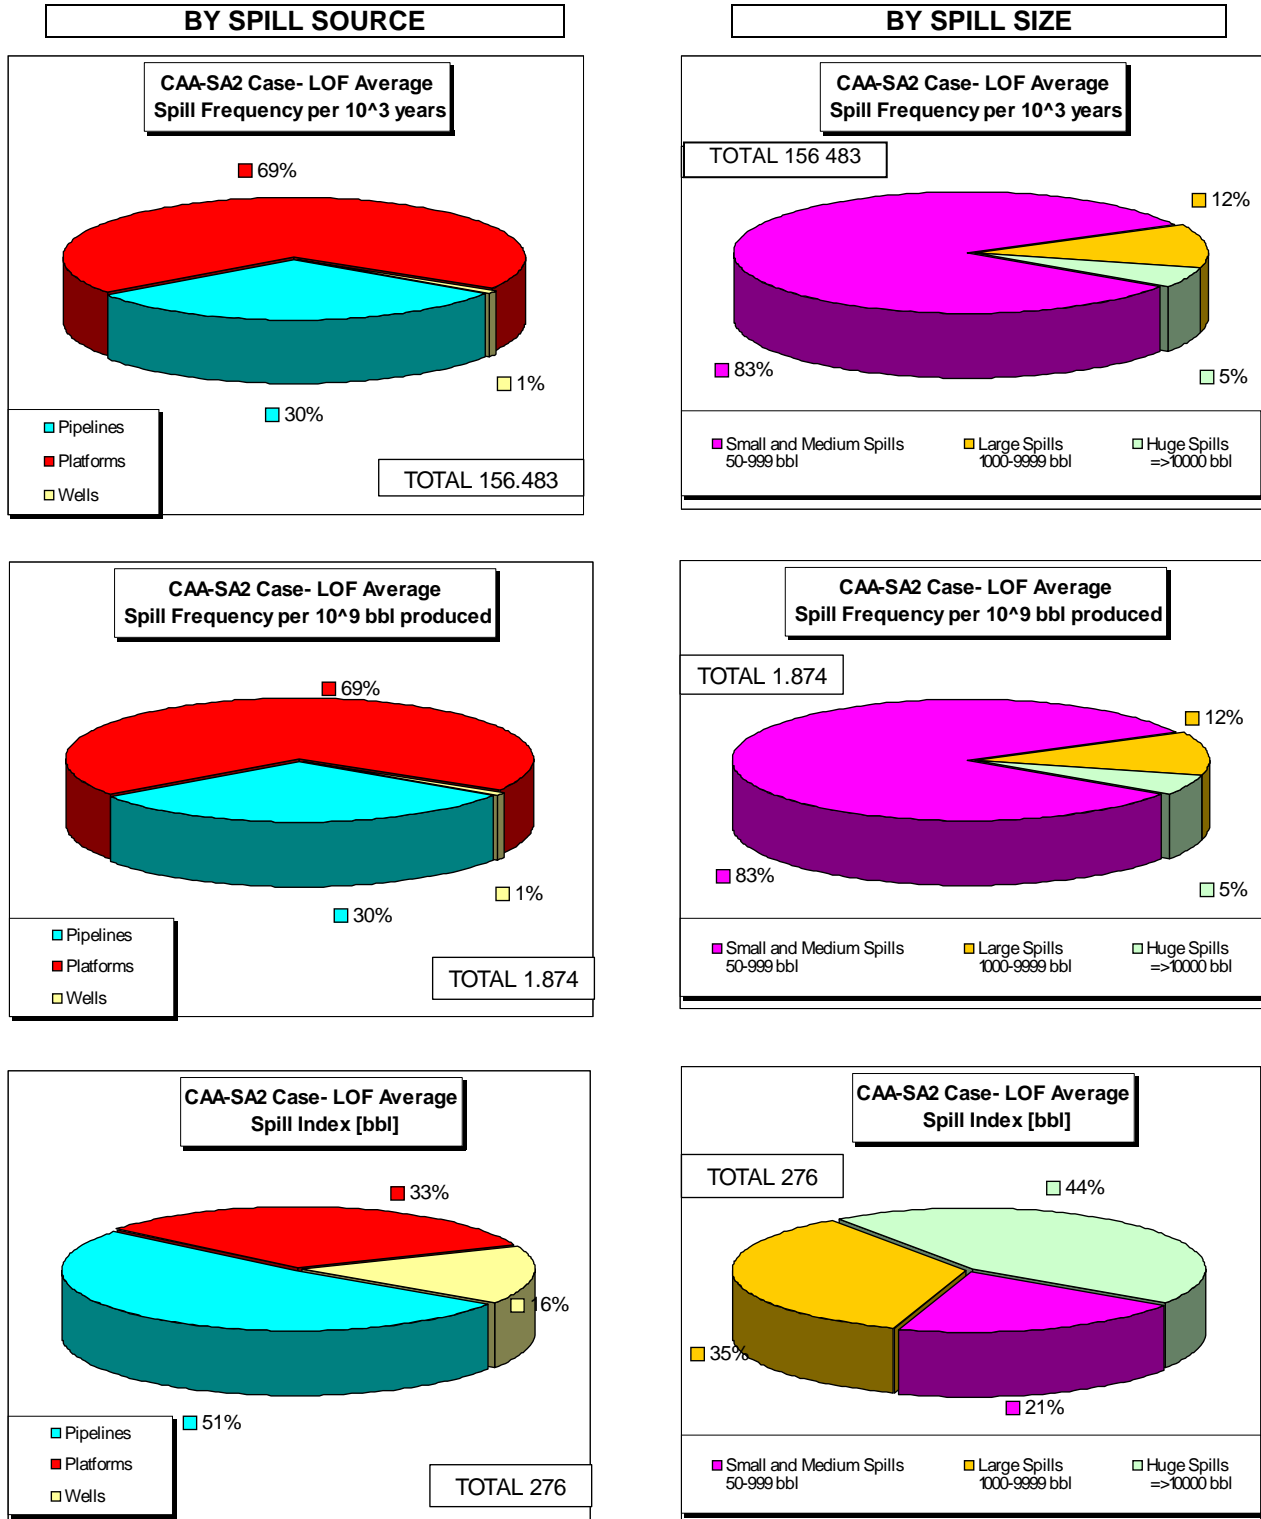 BY SPILL SOURCE
BY SPILL SIZE
CAA-SA2 Case- LOF Average
Spill Frequency per 10^3 years
69%
1%
30%
Pipelines
Platforms
Wells
TOTAL 156.483
CAA-SA2 Case- LOF Average
Spill Frequency per 10^3 years
TOTAL 156 483
12%
83%
5%
Small and Medium Spills
50-999 bbl
Large Spills
1000-9999 bbl
Huge Spills
=>10000 bbl
CAA-SA2 Case- LOF Average
Spill Frequency per 10^9 bbl produced
69%
1%
30%
Pipelines
Platforms
Wells
TOTAL 1.874
CAA-SA2 Case- LOF Average
Spill Frequency per 10^9 bbl produced
TOTAL 1.874
12%
83%
5%
Small and Medium Spills
50-999 bbl
Large Spills
1000-9999 bbl
Huge Spills
=>10000 bbl
CAA-SA2 Case- LOF Average
Spill Index [bbl]
33%
16%
51%
Pipelines
Platforms
Wells
TOTAL 276
CAA-SA2 Case- LOF Average
Spill Index [bbl]
TOTAL 276
44%
35%
21%
Small and Medium Spills
50-999 bbl
Large Spills
1000-9999 bbl
Huge Spills
=>10000 bbl